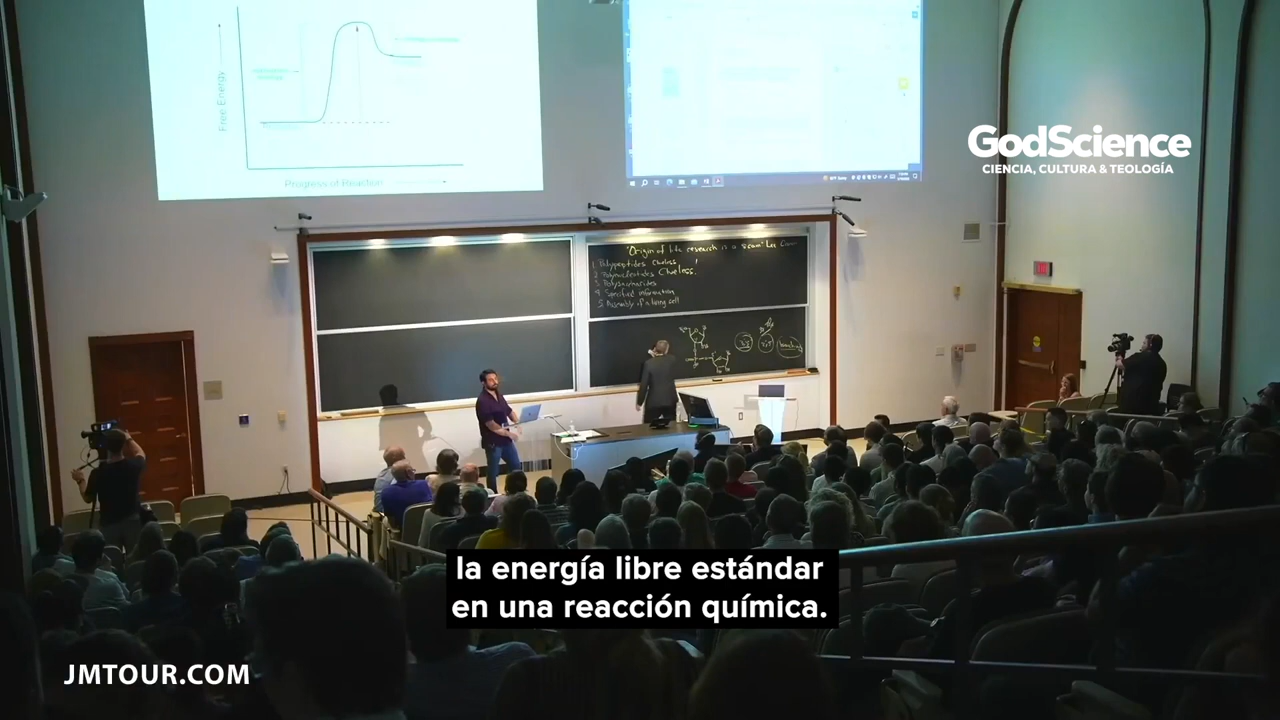 Free Energy
Progress of Reaction
GodScience
CIENCIA, CULTURA & TEOLOGÍA
"Origin of life research is a scam" Lee
1. Polypeptides Clueless
2. Polynucleotides Clueless.
3. Polysaccharides
4. Specified information
5. Assembly of a living cell
la energía libre estándar
en una reacción química.
JMTOUR.COM